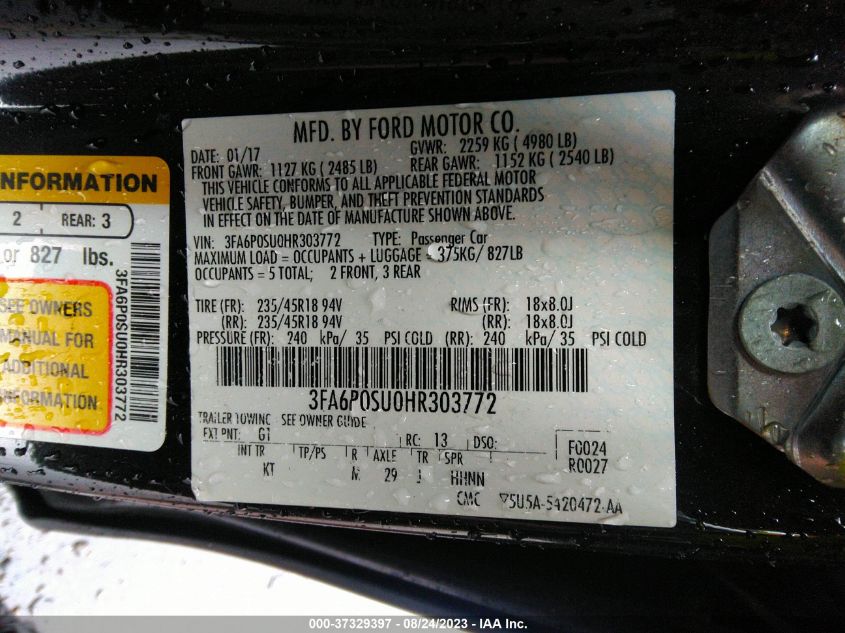 MFD. BY FORD MOTOR CO.
DATE: 01/17 GVWR: 2259 KG ( 4980 LB)
FRONT GAWR: 1127 KG ( 2485 LB) REAR GAWR: 1152 KG ( 2540 LB)
THIS VEHICLE CONFORMS TO ALL APPLICABLE FEDERAL MOTOR
VEHICLE SAFETY, BUMPER, AND THEFT PREVENTION STANDARDS
IN EFFECT ON THE DATE OF MANUFACTURE SHOWN ABOVE.
VIN: 3FA6P0SU0HR303772 TYPE: Passenger Car
MAXIMUM LOAD = OCCUPANTS + LUGGAGE = 375KG/ 827LB
OCCUPANTS = 5 TOTAL; 2 FRONT, 3 REAR
TIRE (FR): 235/45R18 94V RIMS (FR): 18x8.0J
(RR): 235/45R18 94V (RR): 18x8.0J
PRESSURE (FR): 240 kPa/ 35 PSI COLD (RR): 240 kPa/ 35 PSI COLD
3FA6P0SU0HR303772
TRAILER TOWING - SEE OWNER GUIDE
EXT PNT: G1 RC: 13 DSO: F0024
R0027
INT TR TP/PS R AXLE TR SPR
KT 29 J HHNN
CMC 5U5A-5420472-AA
NFORMATION
2 REAR: 3
or 827 lbs.
SEE OWNERS
MANUAL FOR
ADDITIONAL
INFORMATION
3FA6P0SU0HR303772
000-37329397 - 08/24/2023 - © IAA Inc.